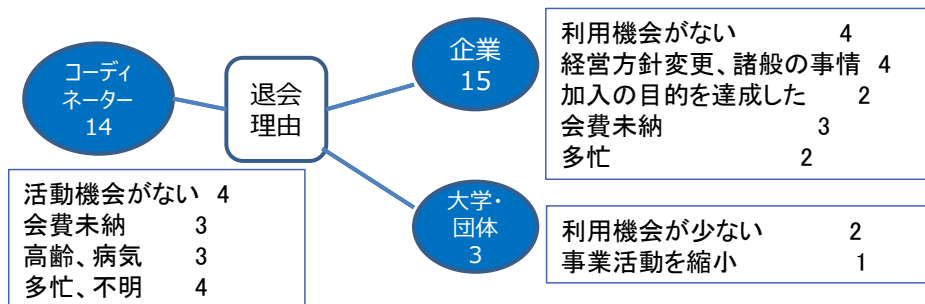 コーディ
ネーター
14
退会
理由
企業
15
利用機会がない 4
経営方針変更、諸般の事情 4
加入の目的を達成した 2
会費未納 3
多忙 2
活動機会がない 4
会費未納 3
高齢、病気 3
多忙、不明 4
大学・
団体
3
利用機会が少ない 2
事業活動を縮小 1